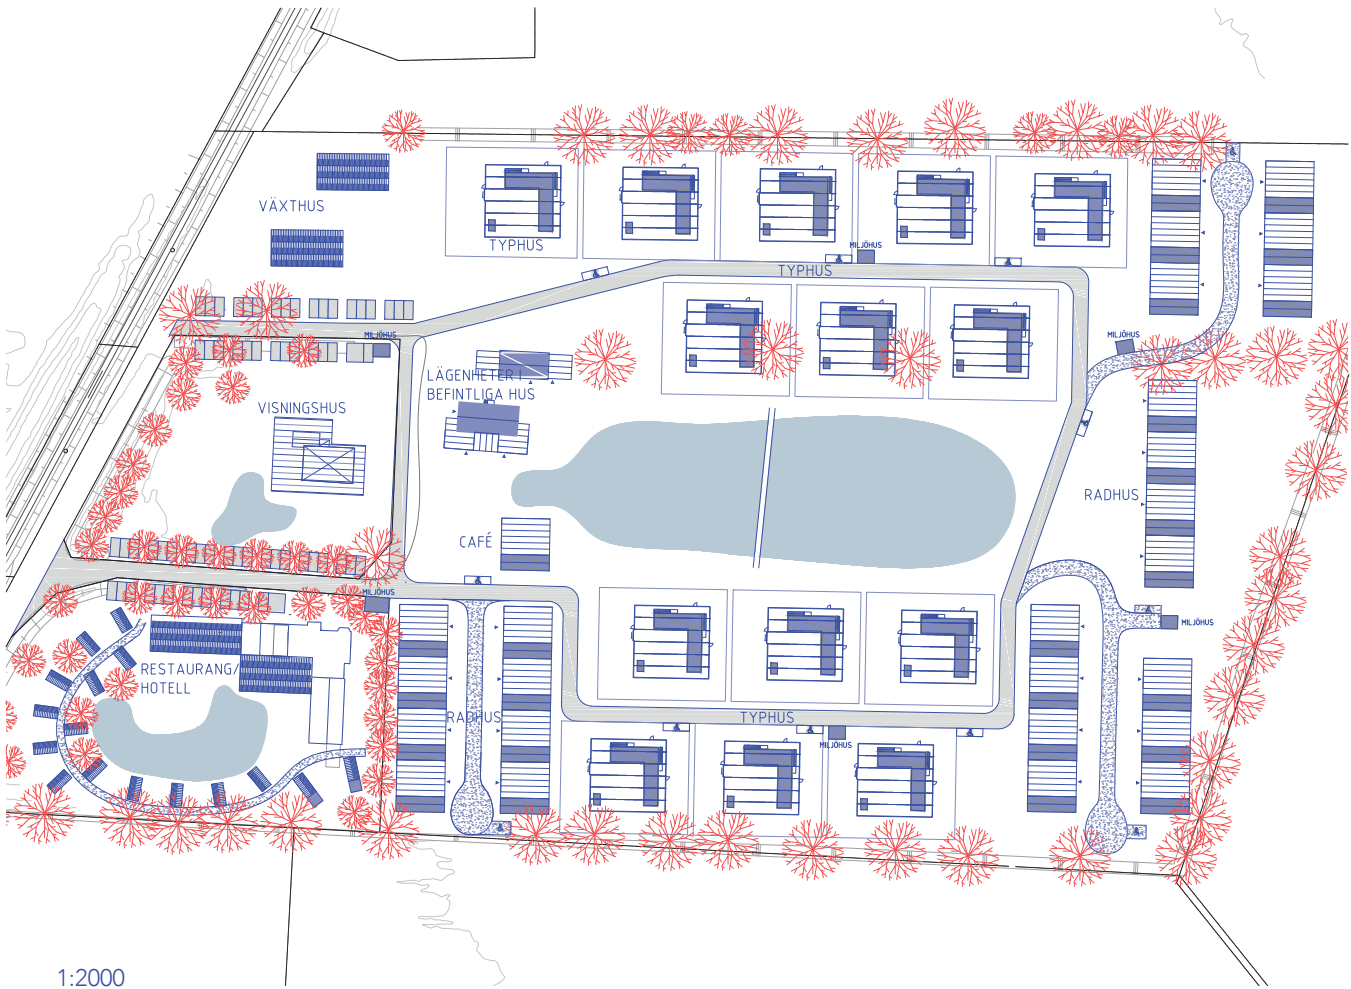 VÄXTHUS
TYPHUS
MILJÖHUS
TYPHUS
MILJÖHUS
MILJÖHUS
LÄGENHETER I
BEFINTLIGA HUS
VISNINGSHUS
RADHUS
CAFÉ
MILJÖHUS
MILJÖHUS
RESTAURANG/
HOTELL
RADHUS
TYPHUS
MILJÖHUS
1:2000